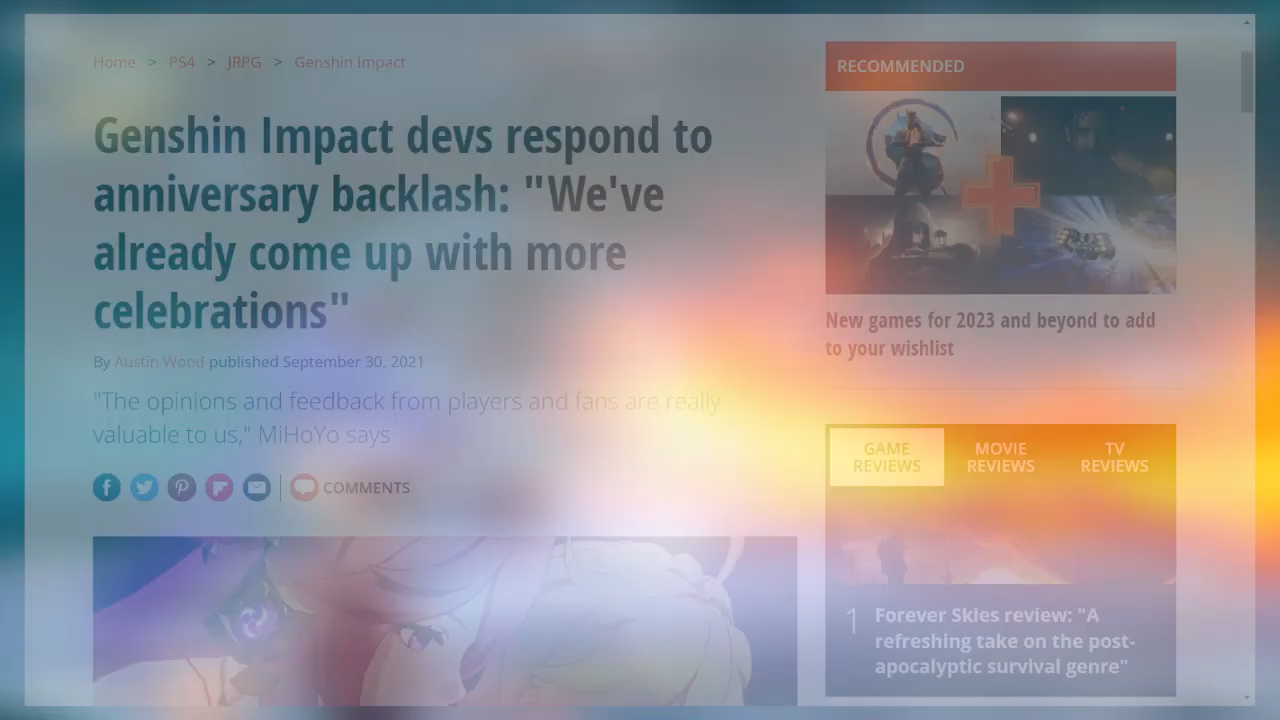 Home > PS4 > JRPG > Genshin Impact
Genshin Impact devs respond to
anniversary backlash: "We've
already come up with more
celebrations"
By Austin Wood published September 30, 2021
"The opinions and feedback from players and fans are really
valuable to us," MiHoYo says
COMMENTS
RECOMMENDED
New games for 2023 and beyond to add
to your wishlist
GAME
REVIEWS
MOVIE
REVIEWS
TV
REVIEWS
1
Forever Skies review: "A
refreshing take on the post-
apocalyptic survival genre"